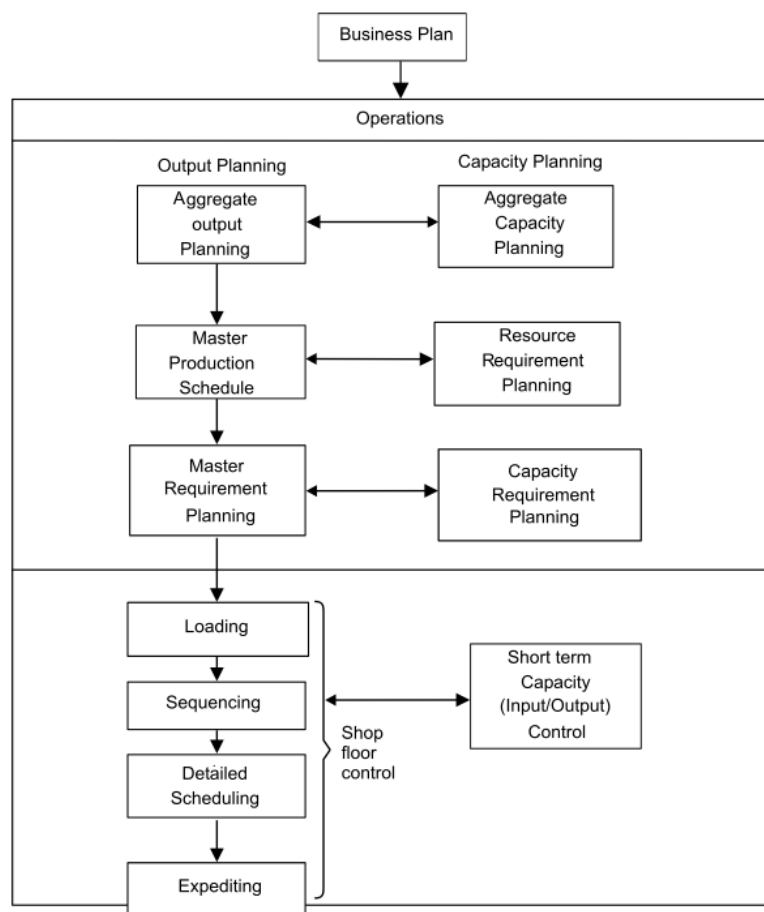 Business Plan
Operations
Output Planning
Capacity Planning
Aggregate
output
Planning
Aggregate
Capacity
Planning
Master
Production
Schedule
Resource
Requirement
Planning
Master
Requirement
Planning
Capacity
Requirement
Planning
Loading
Sequencing
Detailed
Scheduling
Expediting
Shop
floor
control
Short term
Capacity
(Input/Output)
Control